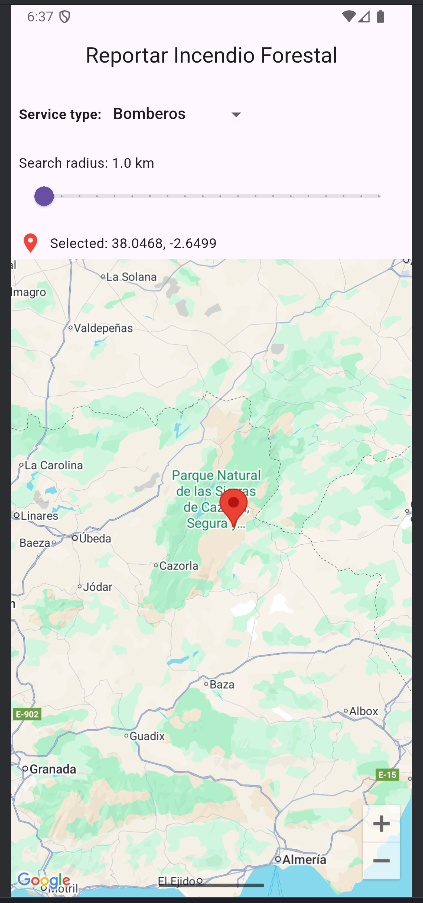 6:37
Reportar Incendio Forestal
Service type: Bomberos
Search radius: 1.0 km
Selected: 38.0468, -2.6499
La Solana
lmagro
Valdepeñas
La Carolina
Parque Natural
de las Sierras
de Cazo
Segura y...
Linares
Baeza
Úbeda
Cazorla
Jódar
Baza
E-902
Albox
Guadix
Granada
E-15
+
Almería
−
Google
Motril
El Ejido